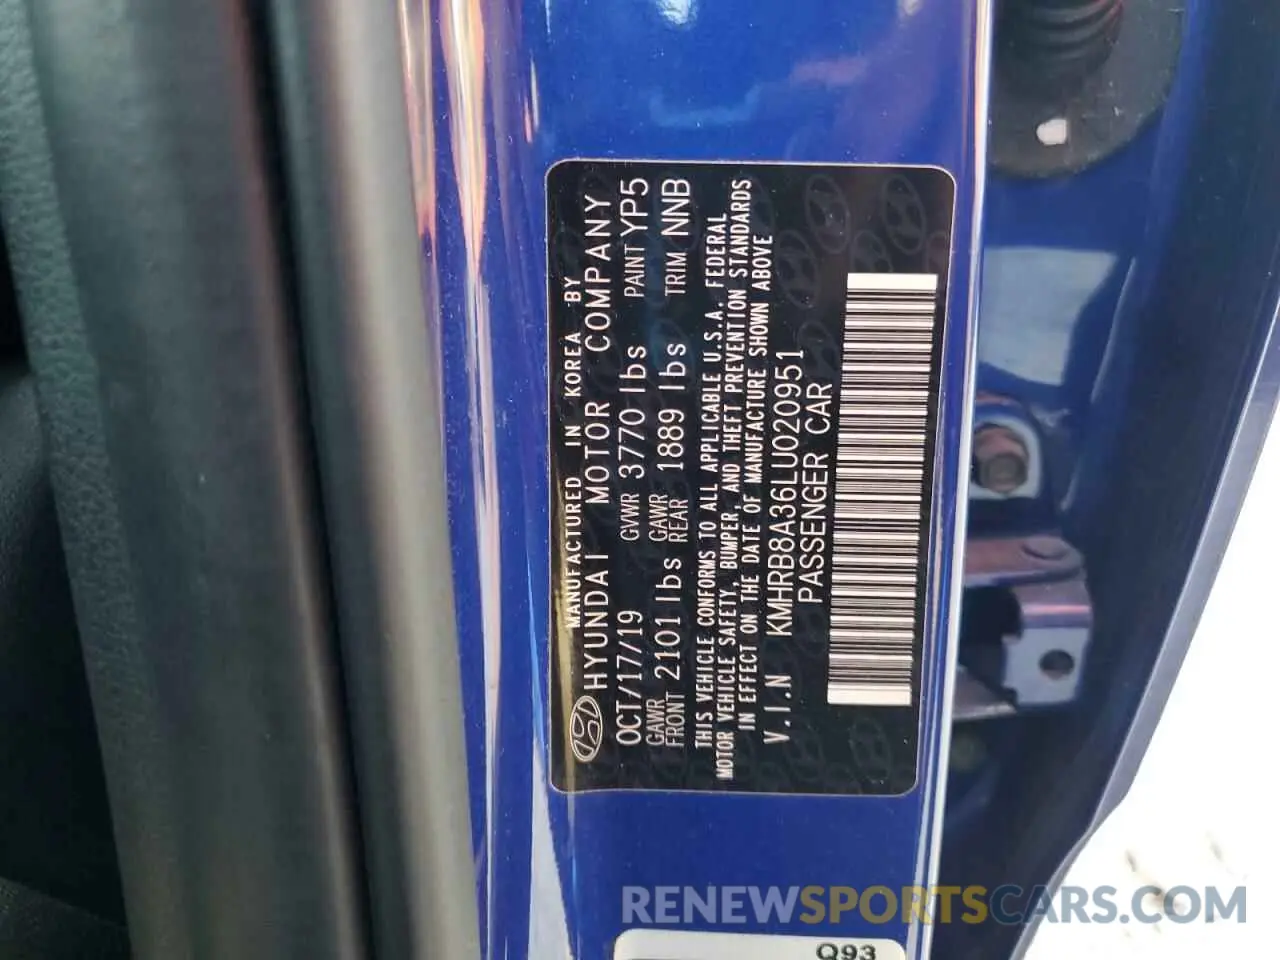 MANUFACTURED IN KOREA BY
HYUNDAI MOTOR COMPANY
OCT/17/19 GVWR 3770 lbs PAINT YP5
GAWR FRONT 2101 lbs GAWR REAR 1889 lbs TRIM NNB
THIS VEHICLE CONFORMS TO ALL APPLICABLE U.S.A. FEDERAL
MOTOR VEHICLE SAFETY, BUMPER, AND THEFT PREVENTION STANDARDS
IN EFFECT ON THE DATE OF MANUFACTURE SHOWN ABOVE
V.I.N KMHRB8A36LU020951
PASSENGER CAR
RENEWSPORTSCARS.COM
Q93